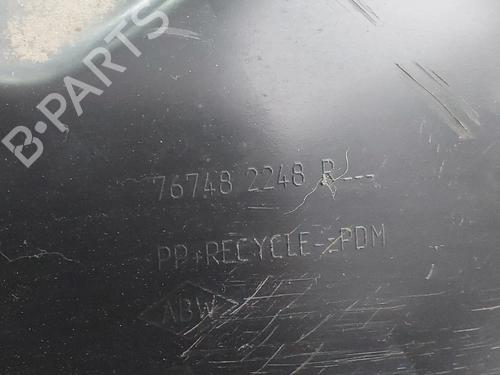 B-PARTS
76748 2248 R---
PP+RECYCLE-EPDM
ABW